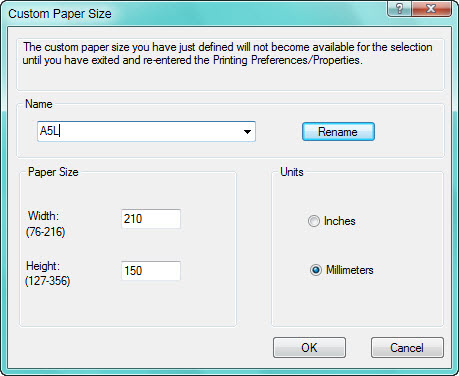 Custom Paper Size
The custom paper size you have just defined will not become available for the selection
until you have exited and re-entered the Printing Preferences/Properties.
Name
A5L
Rename
Paper Size
Width:
210
(76-216)
Height:
150
(127-356)
Units
Inches
Millimeters
OK
Cancel